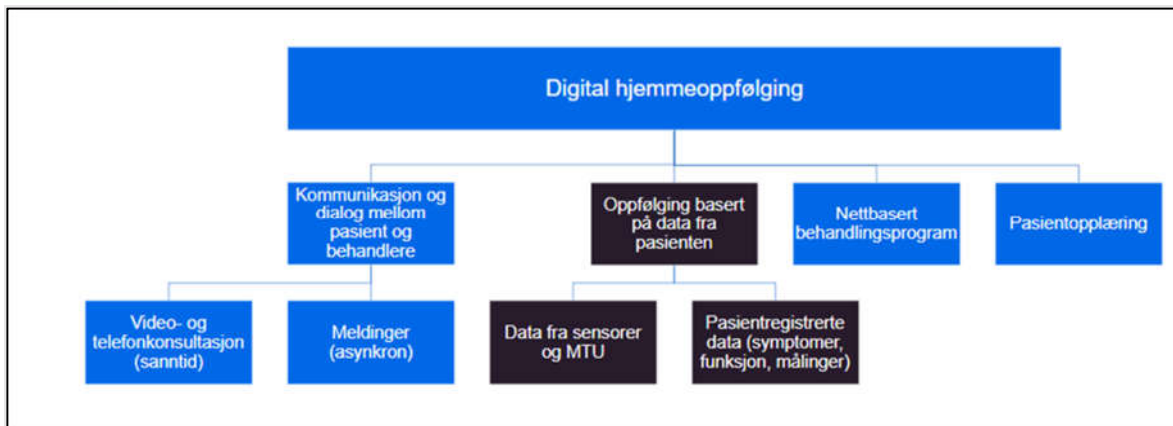 Digital hjemmeoppfølging
Kommunikasjon og
dialog mellom
pasient og
behandlere
Oppfølging basert
på data fra
pasienten
Nettbasert
behandlingsprogram
Pasientopplæring
Video- og
telefonkonsultasjon
(sanntid)
Meldinger
(asynkron)
Data fra sensorer
og MTU
Pasientregistrerte
data (symptomer,
funksjon, målinger)